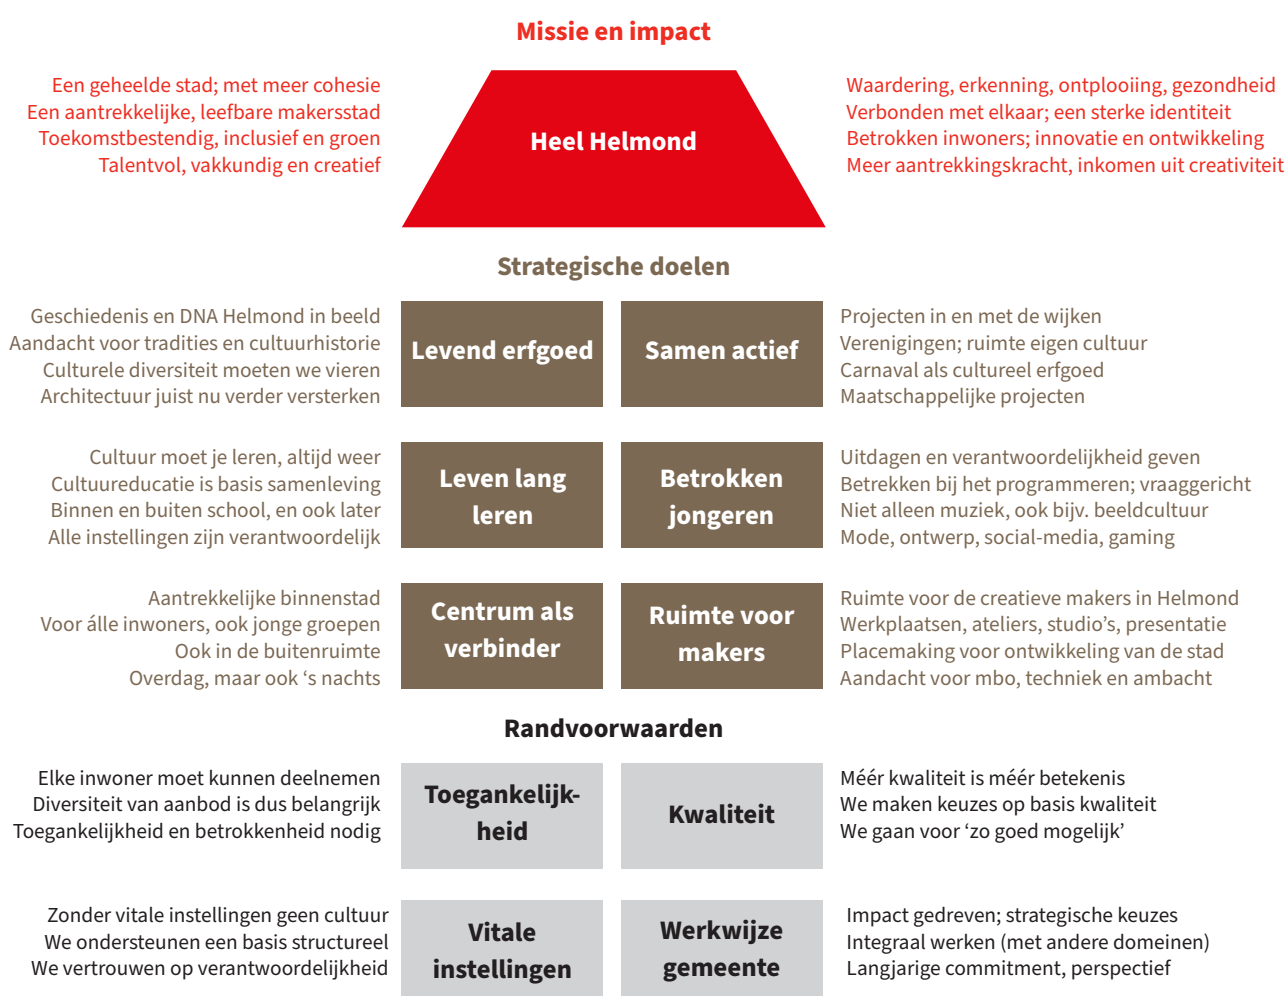 Missie en impact
Een geheelde stad; met meer cohesie
Een aantrekkelijke, leefbare makersstad
Toekomstbestendig, inclusief en groen
Talentvol, vakkundig en creatief
Heel Helmond
Waardering, erkenning, ontplooiing, gezondheid
Verbonden met elkaar; een sterke identiteit
Betrokken inwoners; innovatie en ontwikkeling
Meer aantrekkingskracht, inkomen uit creativiteit
Strategische doelen
Geschiedenis en DNA Helmond in beeld
Aandacht voor tradities en cultuurhistorie
Culturele diversiteit moeten we vieren
Architectuur juist nu verder versterken
Levend erfgoed
Samen actief
Projecten in en met de wijken
Verenigingen; ruimte eigen cultuur
Carnaval als cultureel erfgoed
Maatschappelijke projecten
Cultuur moet je leren, altijd weer
Cultuureducatie is basis samenleving
Binnen en buiten school, en ook later
Alle instellingen zijn verantwoordelijk
Leven lang
leren
Betrokken
jongeren
Uitdagen en verantwoordelijkheid geven
Betrekken bij het programmeren; vraaggericht
Niet alleen muziek, ook bijv. beeldcultuur
Mode, ontwerp, social-media, gaming
Aantrekkelijke binnenstad
Voor álle inwoners, ook jonge groepen
Ook in de buitenruimte
Overdag, maar ook ‘s nachts
Centrum als
verbinder
Ruimte voor
makers
Ruimte voor de creatieve makers in Helmond
Werkplaatsen, ateliers, studio’s, presentatie
Placemaking voor ontwikkeling van de stad
Aandacht voor mbo, techniek en ambacht
Randvoorwaarden
Elke inwoner moet kunnen deelnemen
Diversiteit van aanbod is dus belangrijk
Toegankelijkheid en betrokkenheid nodig
Toegankelijk-
heid
Kwaliteit
Méér kwaliteit is méér betekenis
We maken keuzes op basis kwaliteit
We gaan voor ‘zo goed mogelijk’
Zonder vitale instellingen geen cultuur
We ondersteunen een basis structureel
We vertrouwen op verantwoordelijkheid
Vitale
instellingen
Werkwijze
gemeente
Impact gedreven; strategische keuzes
Integraal werken (met andere domeinen)
Langjarige commitment, perspectief